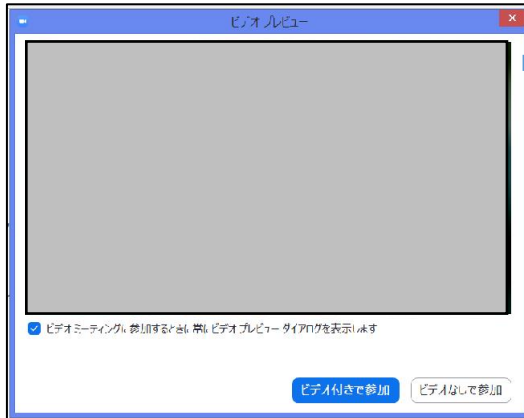 ビデオ プレビュー
ビデオミーティングに参加するときに常にビデオ プレビュー ダイアログを表示します
ビデオ付きで参加
ビデオなしで参加